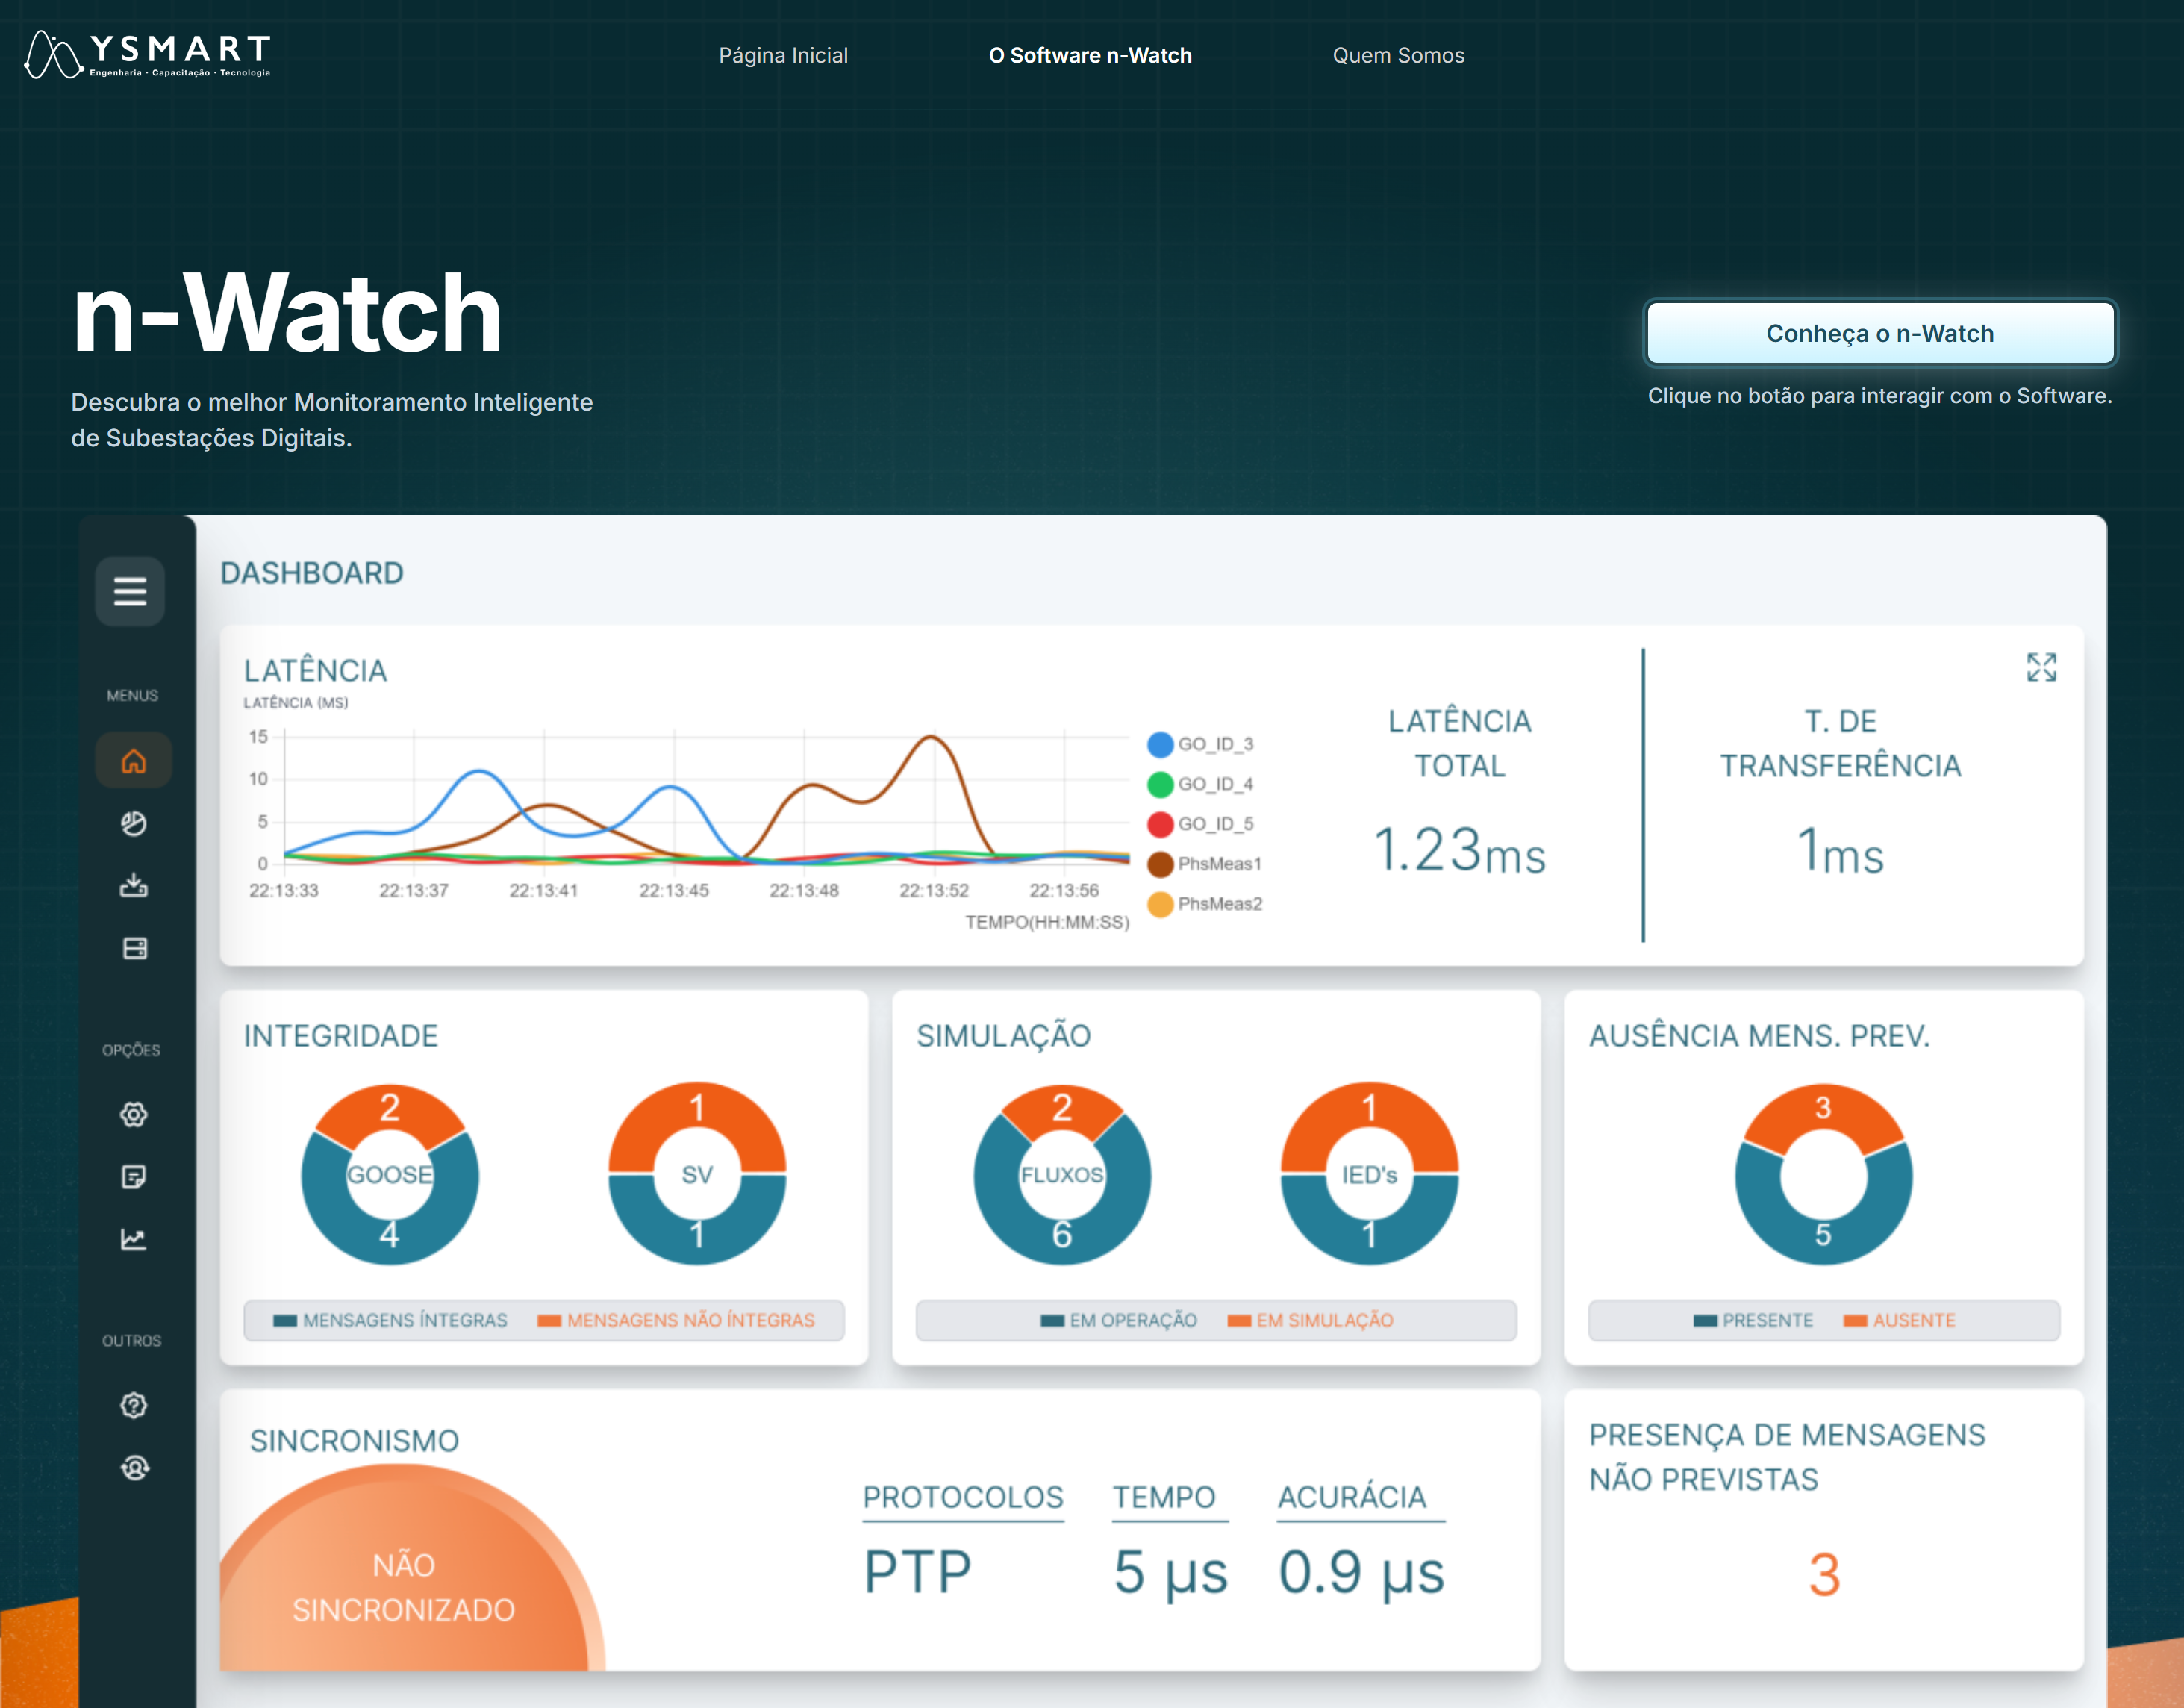 YSMART
Engenharia · Capacitação · Tecnologia
Página Inicial
O Software n-Watch
Quem Somos
n-Watch
Descubra o melhor Monitoramento Inteligente
de Subestações Digitais.
Conheça o n-Watch
Clique no botão para interagir com o Software.
MENUS
OPÇÕES
OUTROS
DASHBOARD
LATÊNCIA
LATÊNCIA (MS)
15
10
5
0
22:13:33
22:13:37
22:13:41
22:13:45
22:13:48
22:13:52
22:13:56
TEMPO(HH:MM:SS)
GO_ID_3
GO_ID_4
GO_ID_5
PhsMeas1
PhsMeas2
LATÊNCIA
TOTAL
1.23ms
T. DE
TRANSFERÊNCIA
1ms
INTEGRIDADE
2
GOOSE
4
1
SV
1
MENSAGENS ÍNTEGRAS
MENSAGENS NÃO ÍNTEGRAS
SIMULAÇÃO
2
FLUXOS
6
1
IED's
1
EM OPERAÇÃO
EM SIMULAÇÃO
AUSÊNCIA MENS. PREV.
3
5
PRESENTE
AUSENTE
SINCRONISMO
NÃO
SINCRONIZADO
PROTOCOLOS
PTP
TEMPO
5 µs
ACURÁCIA
0.9 µs
PRESENÇA DE MENSAGENS
NÃO PREVISTAS
3